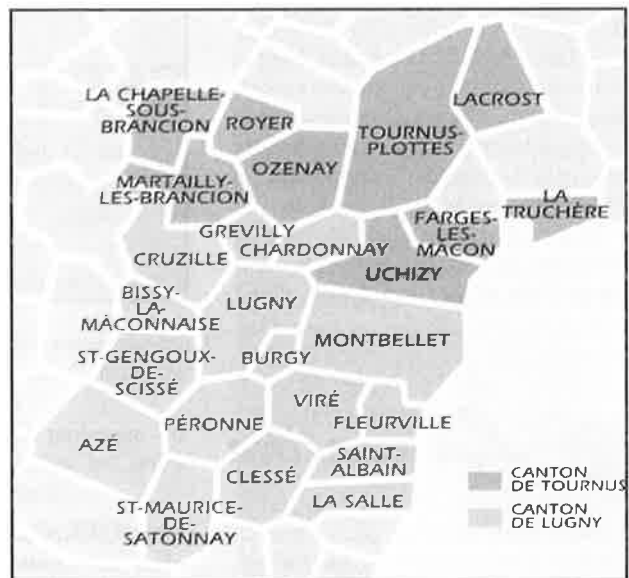 LA CHAPELLE-
SOUS-
BRANCION
ROYER
LACROST
TOURNUS-
PLOTTES
OZENAY
MARTAILLY-
LES-BRANCION
LA
TRUCHÈRE
FARGES-
LES-
MACON
GREVILLY
CHARDONNAY
CRUZILLE
UCHIZY
BISSY-
LA-
MÂCONNAISE
LUGNY
MONTBELLET
ST-GENGOUX-
DE-
SCISSÉ
BURGY
VIRÉ
PÉRONNE
FLEURVILLE
AZÉ
SAINT-
ALBAIN
CLESSÉ
LA SALLE
ST-MAURICE-
DE-
SATONNAY
CANTON
DE TOURNUS
CANTON
DE LUGNY